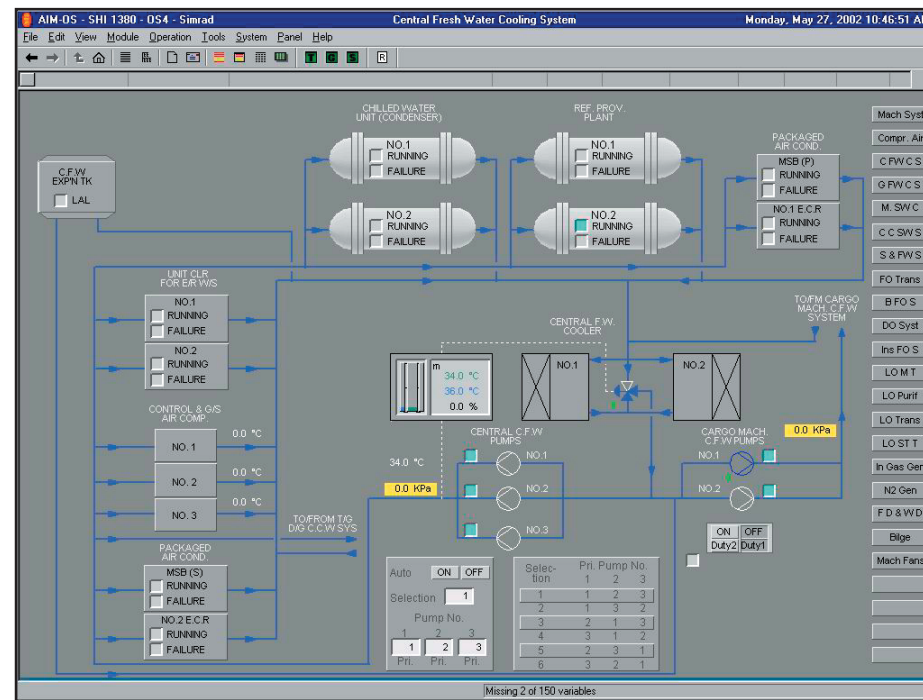 AIM-OS - SHI 1380 - OS4 - Simrad
Central Fresh Water Cooling System
Monday, May 27, 2002 10:46:51 A
File Edit View Module Operation Tools System Panel Help
T G S R
CHILLED WATER
UNIT (CONDENSER)
NO.1
RUNNING
FAILURE
NO.2
RUNNING
FAILURE
REF. PROV.
PLANT
NO.1
RUNNING
FAILURE
NO.2
RUNNING
FAILURE
PACKAGED
AIR COND.
MSB (P)
RUNNING
FAILURE
NO.1 E.C.R
RUNNING
FAILURE
C.F.W
EXP'N TK
LAL
UNIT CLR
FOR E/R W/S
NO.1
RUNNING
FAILURE
NO.2
RUNNING
FAILURE
CONTROL & G/S
AIR COMP.
NO. 1
0.0 °C
NO. 2
0.0 °C
NO. 3
0.0 °C
TO/FROM T/G
D/G C.C.W SYS
PACKAGED
AIR COND.
MSB (S)
RUNNING
FAILURE
NO.2 E.C.R
RUNNING
FAILURE
m
34.0 °C
36.0 °C
0.0 %
34.0 °C
0.0 KPa
CENTRAL F.W.
COOLER
NO.1
NO.2
TO/FM CARGO
MACH. C.F.W
SYSTEM
CENTRAL C.F.W
PUMPS
NO.1
NO.2
NO.3
CARGO MACH.
C.F.W PUMPS
NO.1
NO.2
0.0 KPa
ON OFF
Duty2 Duty1
Auto ON OFF
Selection 1
Pump No.
1 2 3
1 2 3
Pri. Pri. Pri.
Selec- Pri. Pump No.
tion 1 2 3
1 1 2 3
2 1 3 2
3 2 1 3
4 3 1 2
5 2 3 1
6 3 2 1
Mach Syst
Compr. Air
C FW C S
G FW C S
M. SW C
C C SW S
S & FW S
FO Trans
B FO S
DO Syst
Ins FO S
LO M T
LO Purif
LO Trans
LO ST T
In Gas Gen
N2 Gen
F D & W D
Bilge
Mach Fans
Missing 2 of 150 variables